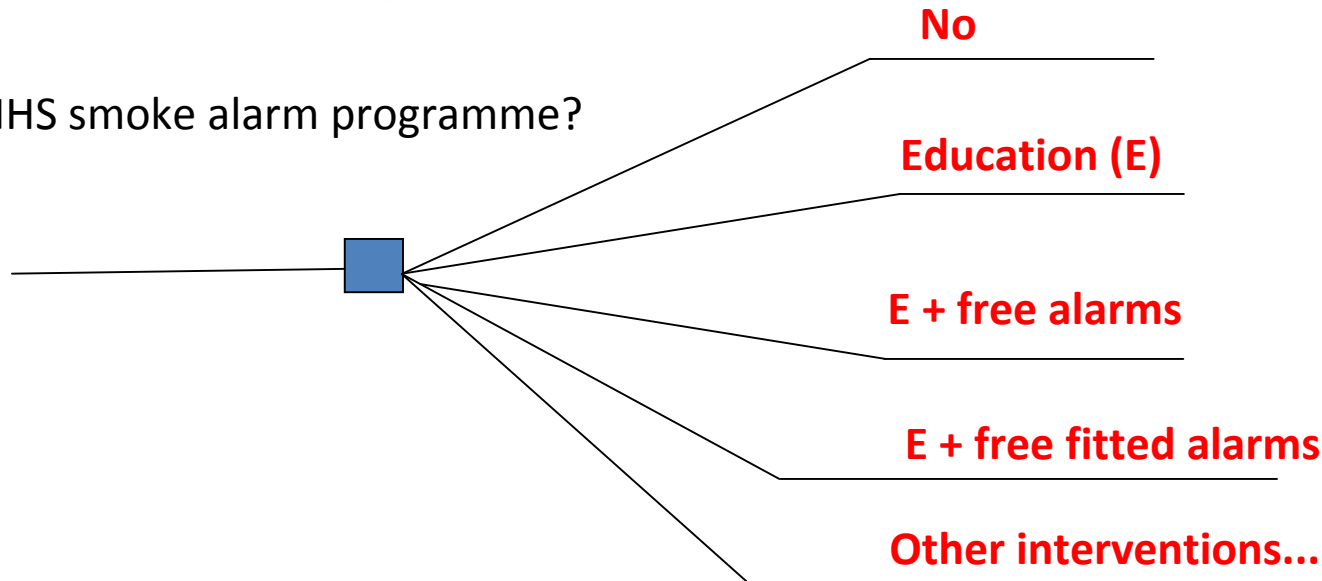 No
HS smoke alarm programme?
Education (E)
E + free alarms
E + free fitted alarms
Other interventions...